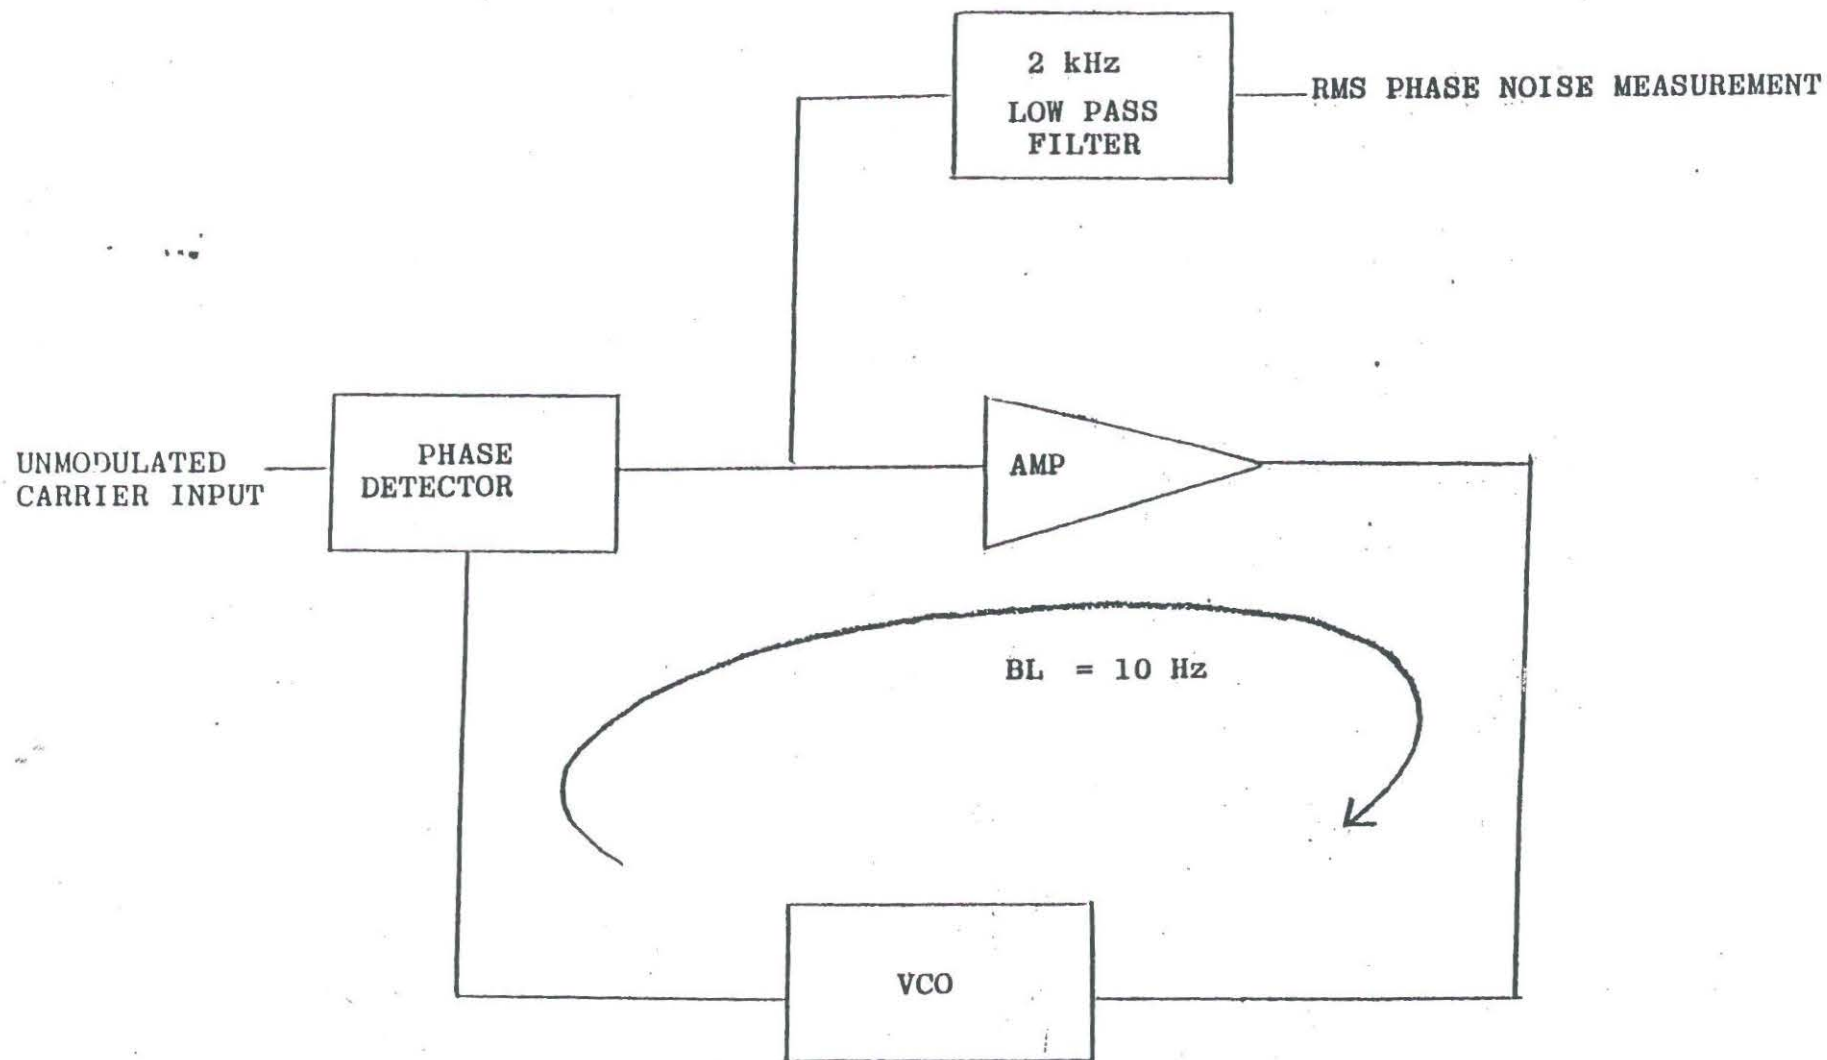 2 kHz
LOW PASS
FILTER
RMS PHASE NOISE MEASUREMENT
UNMODULATED
CARRIER INPUT
PHASE
DETECTOR
AMP
BL = 10 Hz
VCO